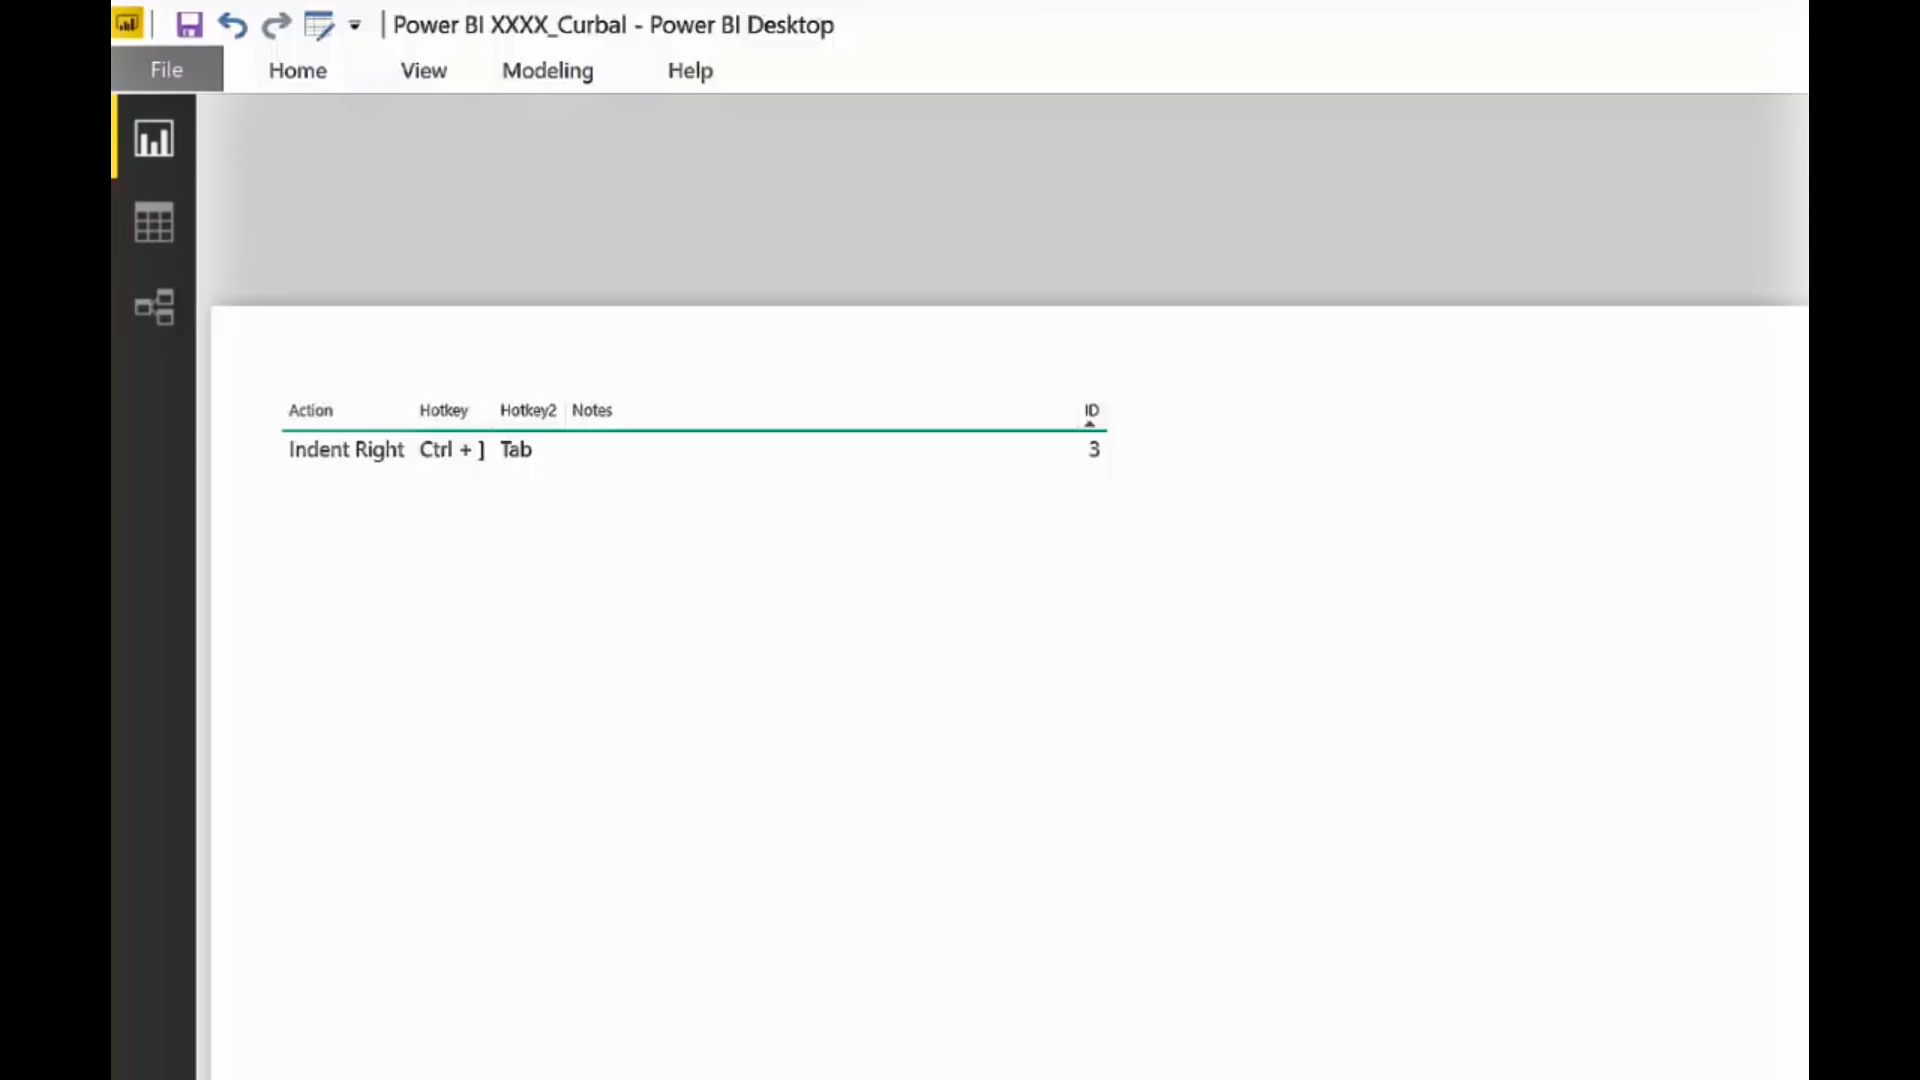 Power BI XXXX_Curbal - Power BI Desktop
File Home View Modeling Help
Action Hotkey Hotkey2 Notes ID
Indent Right Ctrl + ] Tab 3